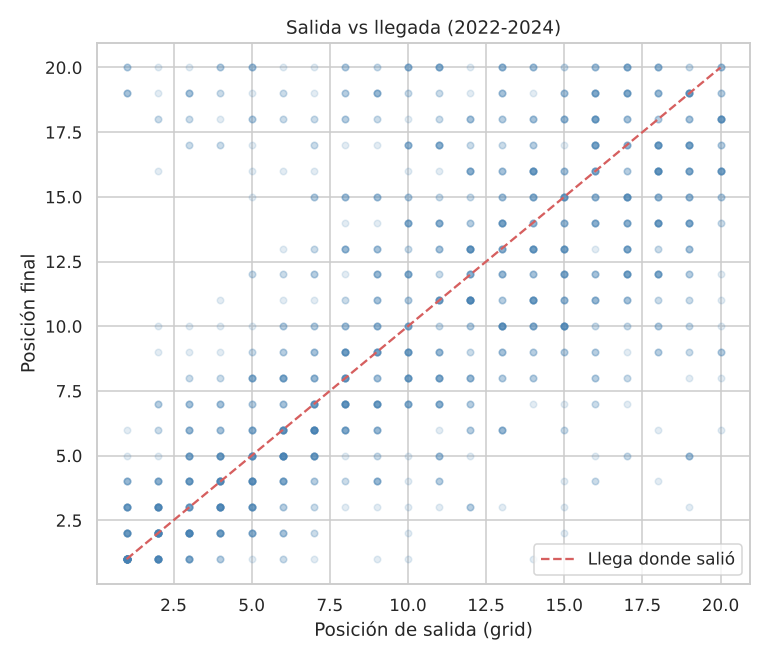 Salida vs llegada (2022-2024)
20.0
17.5
15.0
12.5
10.0
7.5
5.0
2.5
Posición final
Llega donde salió
2.5 5.0 7.5 10.0 12.5 15.0 17.5 20.0
Posición de salida (grid)